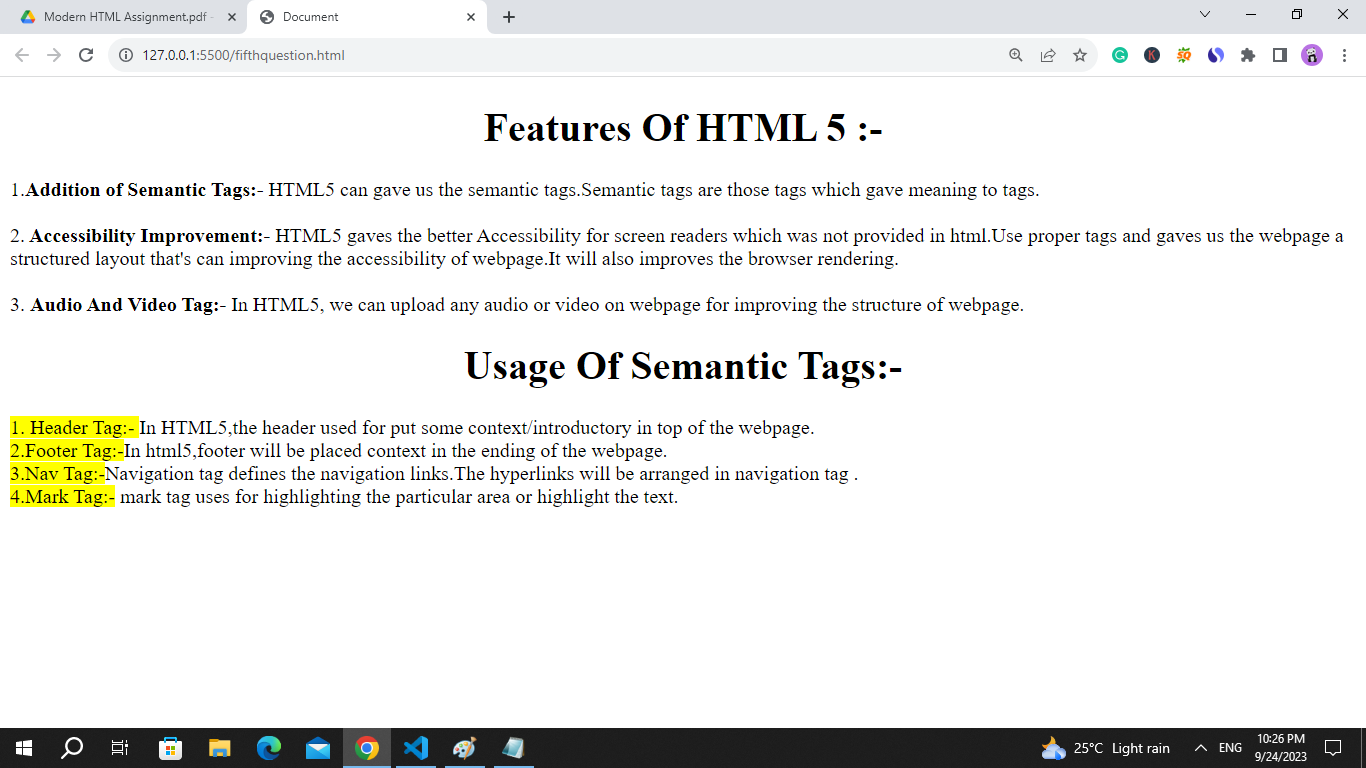 Modern HTML Assignment.pdf -
Document
127.0.0.1:5500/fifthquestion.html
Features Of HTML 5 :-
1.Addition of Semantic Tags:- HTML5 can gave us the semantic tags.Semantic tags are those tags which gave meaning to tags.
2. Accessibility Improvement:- HTML5 gaves the better Accessibility for screen readers which was not provided in html.Use proper tags and gaves us the webpage a
structured layout that's can improving the accessibility of webpage.It will also improves the browser rendering.
3. Audio And Video Tag:- In HTML5, we can upload any audio or video on webpage for improving the structure of webpage.
Usage Of Semantic Tags:-
1. Header Tag:- In HTML5,the header used for put some context/introductory in top of the webpage.
2.Footer Tag:-In html5,footer will be placed context in the ending of the webpage.
3.Nav Tag:-Navigation tag defines the navigation links.The hyperlinks will be arranged in navigation tag .
4.Mark Tag:- mark tag uses for highlighting the particular area or highlight the text.
25°C Light rain
ENG
10:26 PM
9/24/2023